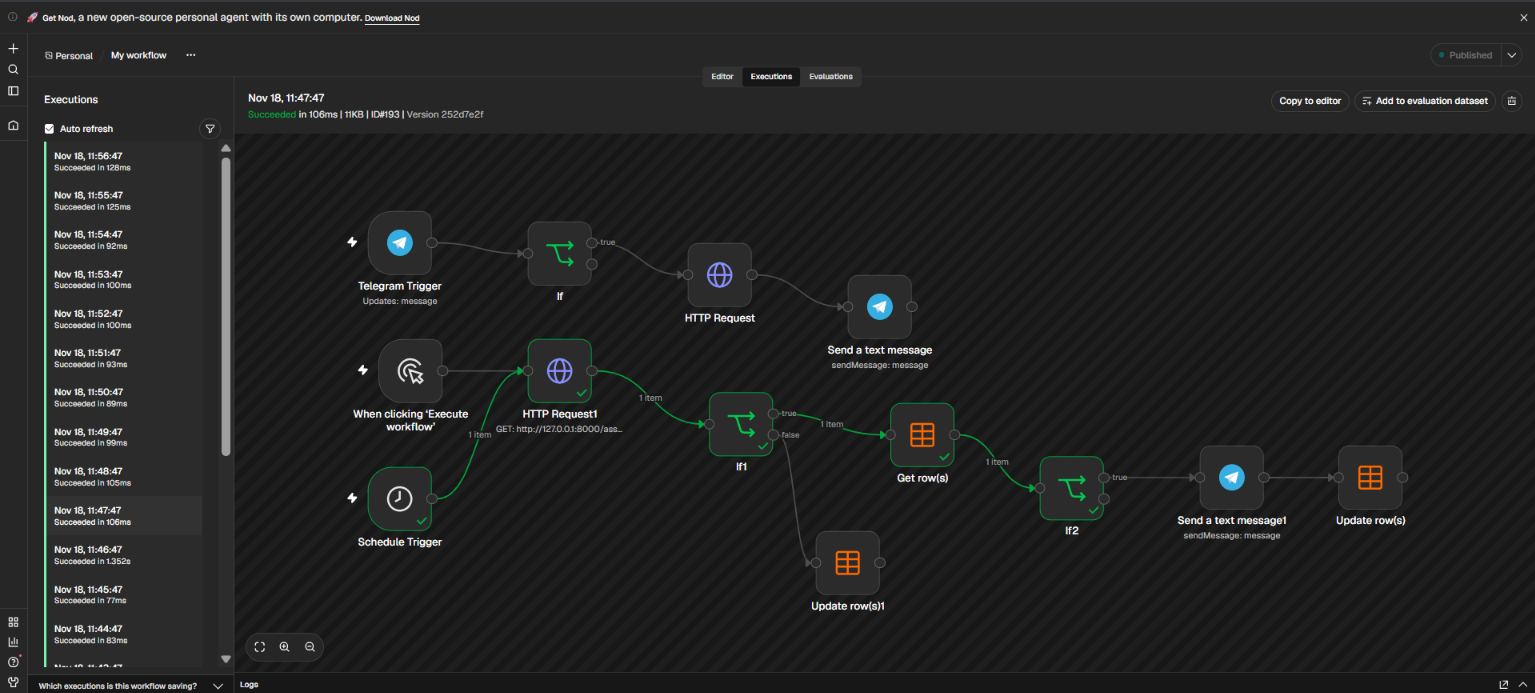 🚀 Get Nod, a new open-source personal agent with its own computer. Download Nod
Personal / My workflow ...
Published
Editor Executions Evaluations
Executions
Auto refresh
Nov 18, 11:56:47
Succeeded in 128ms
Nov 18, 11:55:47
Succeeded in 125ms
Nov 18, 11:54:47
Succeeded in 92ms
Nov 18, 11:53:47
Succeeded in 100ms
Nov 18, 11:52:47
Succeeded in 100ms
Nov 18, 11:51:47
Succeeded in 93ms
Nov 18, 11:50:47
Succeeded in 89ms
Nov 18, 11:49:47
Succeeded in 99ms
Nov 18, 11:48:47
Succeeded in 105ms
Nov 18, 11:47:47
Succeeded in 106ms
Nov 18, 11:46:47
Succeeded in 1.352s
Nov 18, 11:45:47
Succeeded in 77ms
Nov 18, 11:44:47
Succeeded in 83ms
Which executions is this workflow saving?
Nov 18, 11:47:47
Succeeded in 106ms | 11KB | ID#193 | Version 252d7e2f
Copy to editor
Add to evaluation dataset
Telegram Trigger
Updates: message
true
If
HTTP Request
Send a text message
sendMessage: message
When clicking ‘Execute
workflow’
1 item
HTTP Request1
GET: http://127.0.0.1:8000/ass...
1 item
true
false
If1
1 item
Get row(s)
1 item
true
If2
Send a text message1
sendMessage: message
Update row(s)
Schedule Trigger
Update row(s)1
Logs